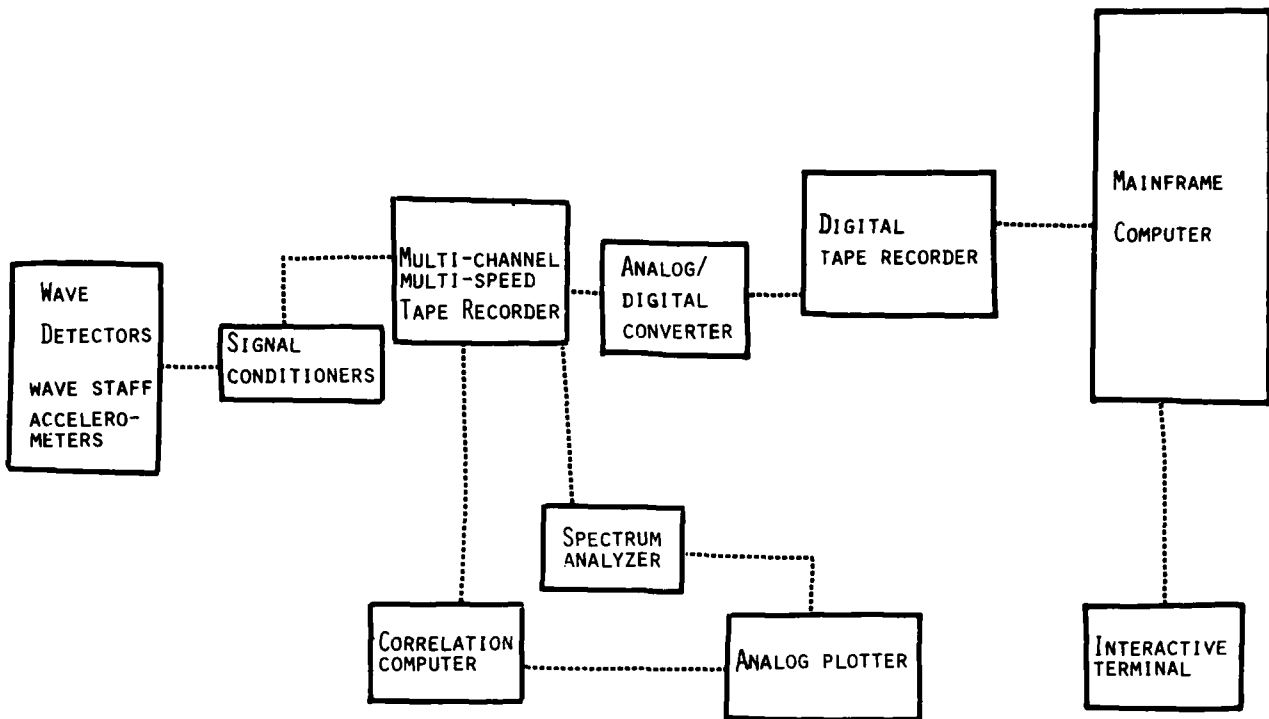 WAVE
DETECTORS
WAVE STAFF
ACCELERO-
METERS
SIGNAL
CONDITIONERS
MULTI-CHANNEL
MULTI-SPEED
TAPE RECORDER
ANALOG/
DIGITAL
CONVERTER
DIGITAL
TAPE RECORDER
MAINFRAME
COMPUTER
SPECTRUM
ANALYZER
CORRELATION
COMPUTER
ANALOG PLOTTER
INTERACTIVE
TERMINAL